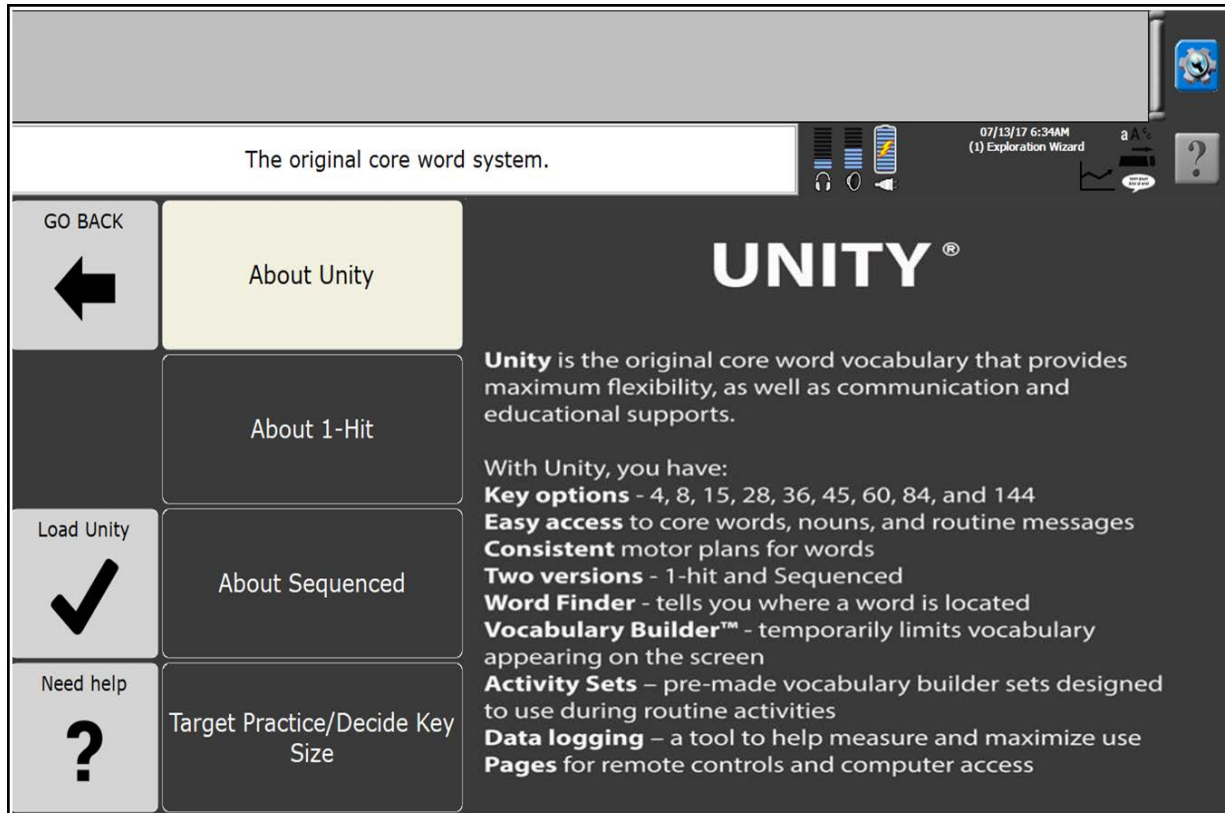 The original core word system.
07/13/17 6:34AM
(1) Exploration Wizard
?
GO BACK
About Unity
About 1-Hit
Load Unity
About Sequenced
Need help
?
Target Practice/Decide Key
Size
UNITY ®
Unity is the original core word vocabulary that provides
maximum flexibility, as well as communication and
educational supports.
With Unity, you have:
Key options - 4, 8, 15, 28, 36, 45, 60, 84, and 144
Easy access to core words, nouns, and routine messages
Consistent motor plans for words
Two versions - 1-hit and Sequenced
Word Finder - tells you where a word is located
Vocabulary Builder™ - temporarily limits vocabulary
appearing on the screen
Activity Sets – pre-made vocabulary builder sets designed
to use during routine activities
Data logging – a tool to help measure and maximize use
Pages for remote controls and computer access